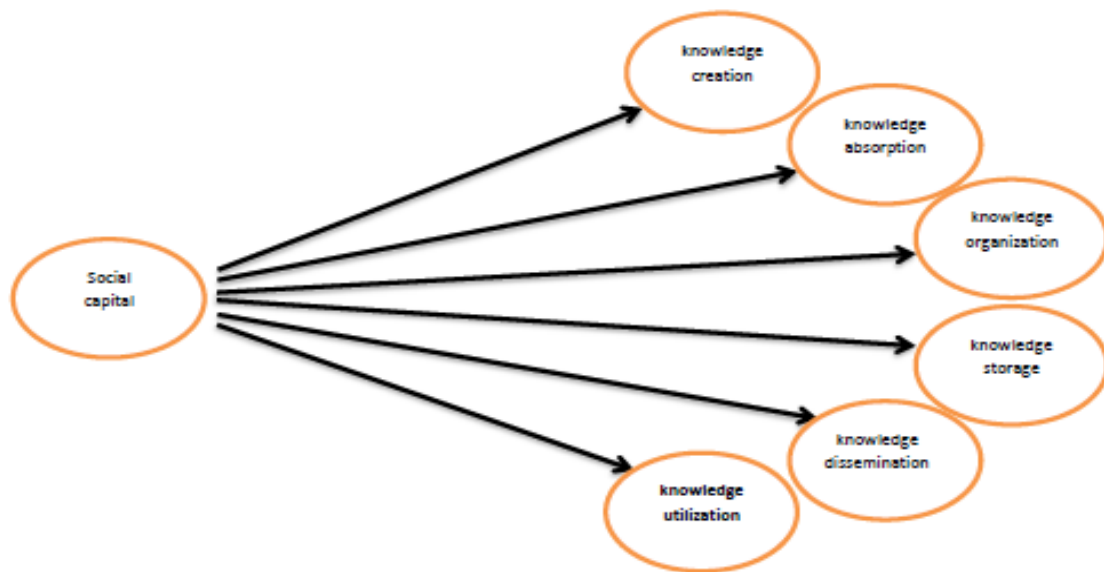 knowledge
creation
knowledge
absorption
knowledge
organization
Social
capital
knowledge
storage
knowledge
dissemination
knowledge
utilization